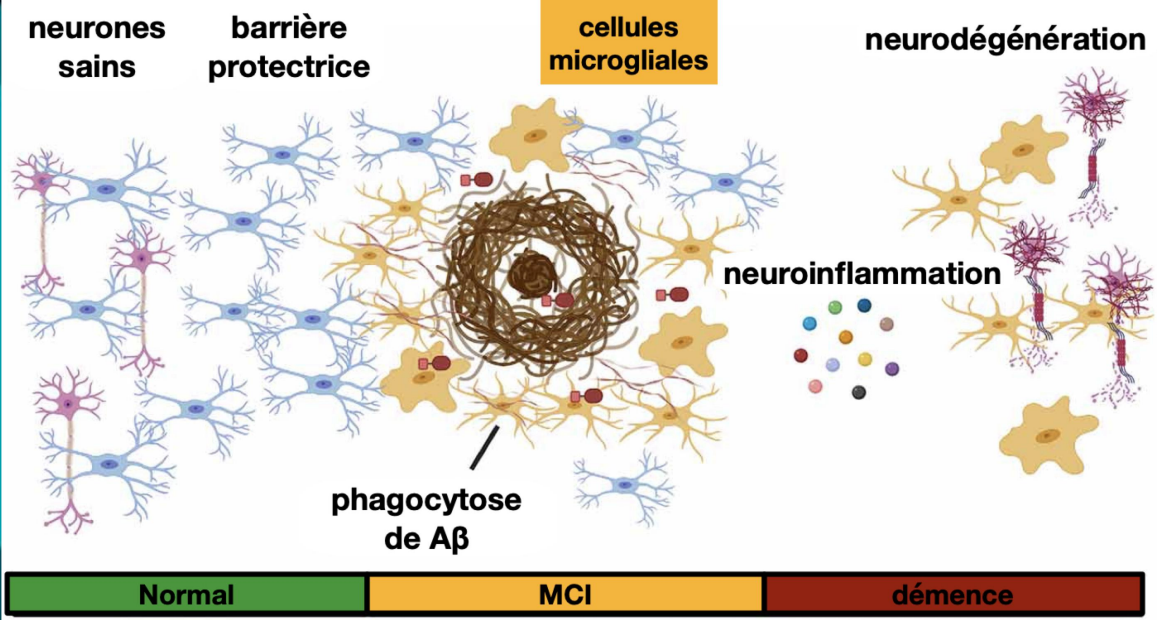 neurones
sains
barrière
protectrice
cellules
microgliales
neurodégénération
neuroinflammation
phagocytose
de Aβ
Normal
MCI
démence